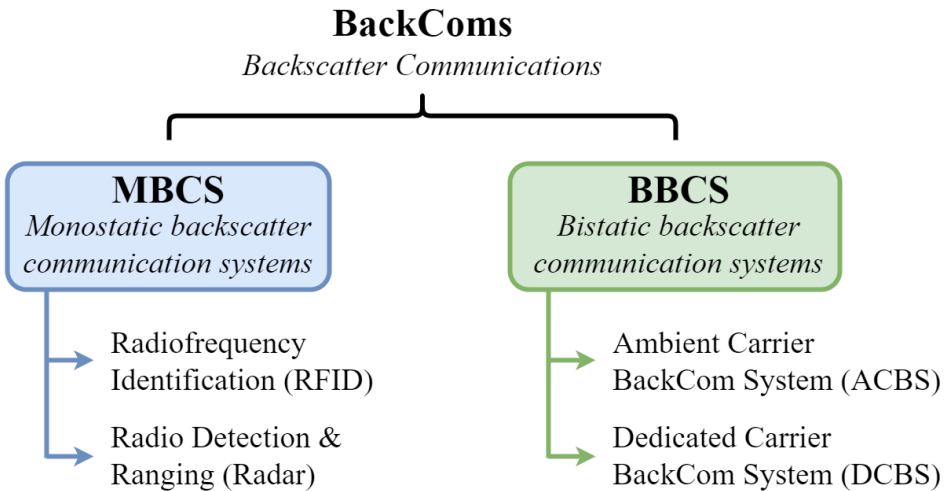 BackComs
Backscatter Communications
MBCS
Monostatic backscatter
communication systems
Radiofrequency
Identification (RFID)
Radio Detection &
Ranging (Radar)
BBCS
Bistatic backscatter
communication systems
Ambient Carrier
BackCom System (ACBS)
Dedicated Carrier
BackCom System (DCBS)